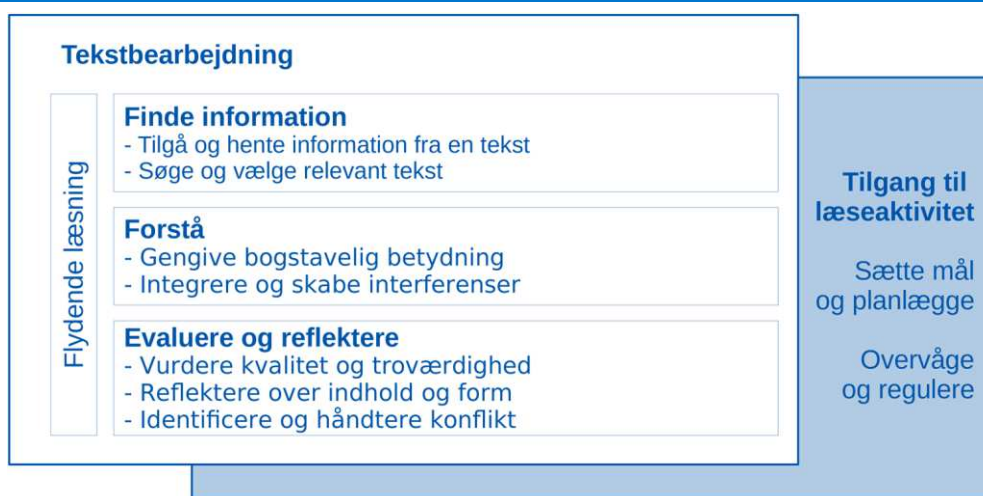 Tekstbearbejdning
Flydende læsning
Finde information
- Tilgå og hente information fra en tekst
- Søge og vælge relevant tekst
Forstå
- Gengive bogstavelig betydning
- Integrere og skabe interferenser
Evaluere og reflektere
- Vurdere kvalitet og troværdighed
- Reflektere over indhold og form
- Identificere og håndtere konflikt
Tilgang til
læseaktivitet
Sætte mål
og planlægge
Overvåge
og regulere